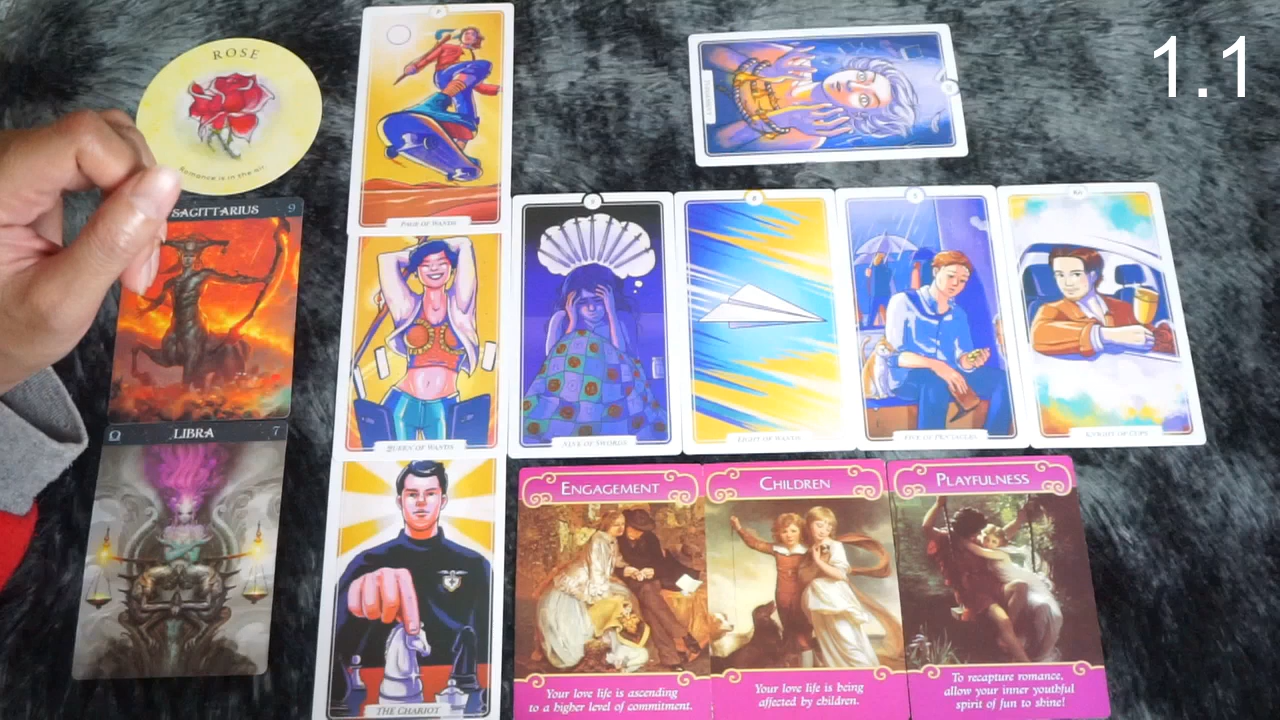 1.1
ROSE
Romance is in the air
SAGITTARIUS 9
LIBRA 7
PAGE OF WANDS
QUEEN OF WANDS
THE CHARIOT
NINE OF SWORDS
EIGHT OF WANDS
FIVE OF PENTACLES
KNIGHT OF CUPS
ENGAGEMENT
Your love life is ascending
to a higher level of commitment.
CHILDREN
Your love life is being
affected by children.
PLAYFULNESS
To recapture romance,
allow your inner youthful
spirit of fun to shine!